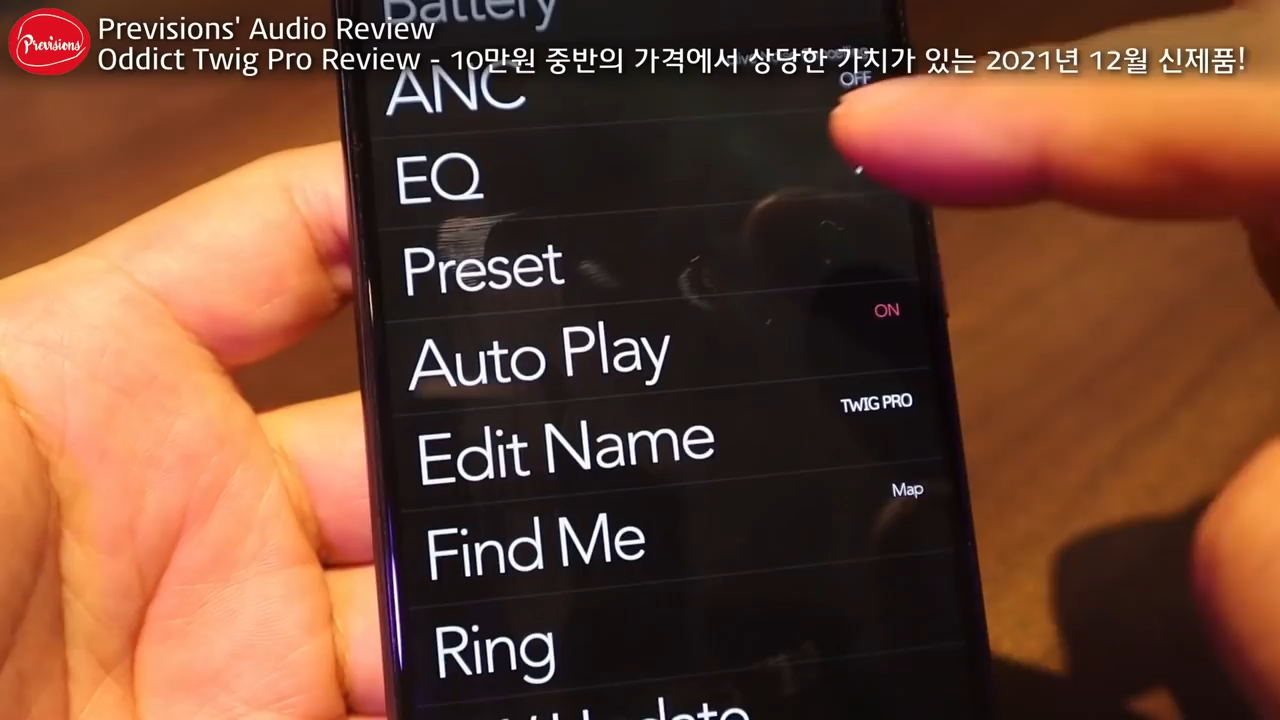 Previsions
Previsions' Audio Review
Oddict Twig Pro Review - 10만원 중반의 가격에서 상당한 가치가 있는 2021년 12월 신제품!
Battery
ANC
OFF
EQ
Preset
Auto Play
ON
Edit Name
TWIG PRO
Find Me
Map
Ring
Update